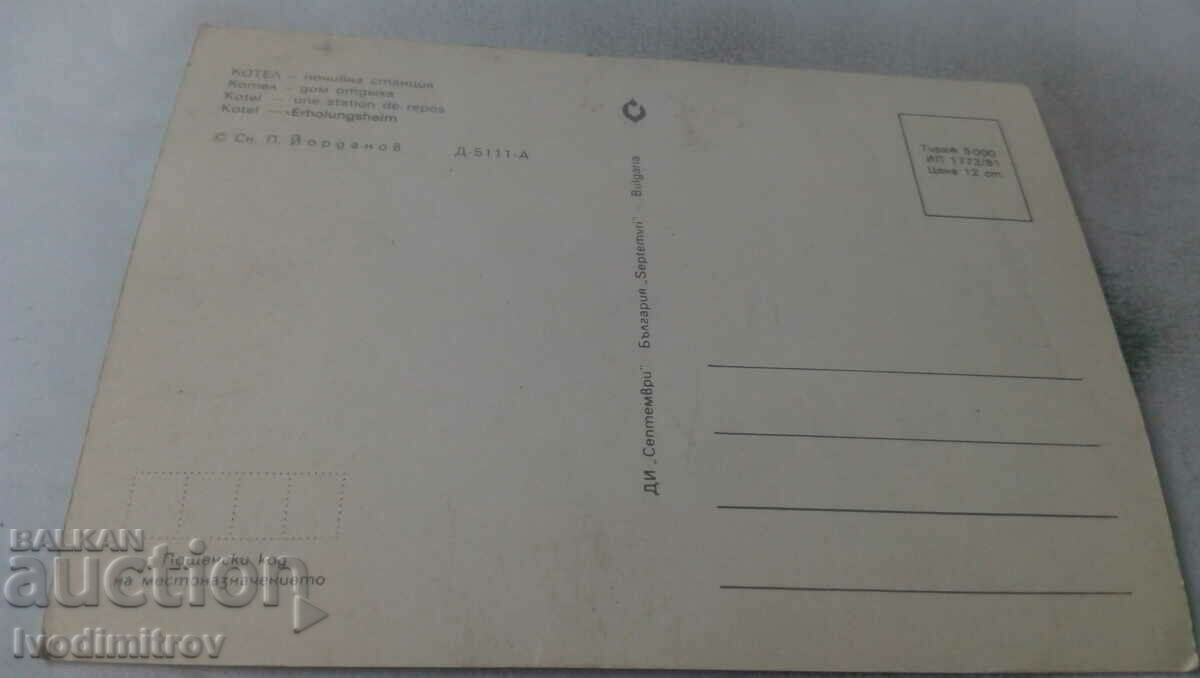 КОТЕЛ — почивна станция
Котел - дом отдыха
Kotel — une station de repos
Kotel — Erholungsheim
© Сн. П. Йорданов
Д-5111-А
ДИ „Септември" България „Septemvri" - Bulgaria
Тираж 5000
ИП 1772/81
Цена 12 ст.
Пощенски код
на местоназначението
BALKAN
auction
Ivodimitrov